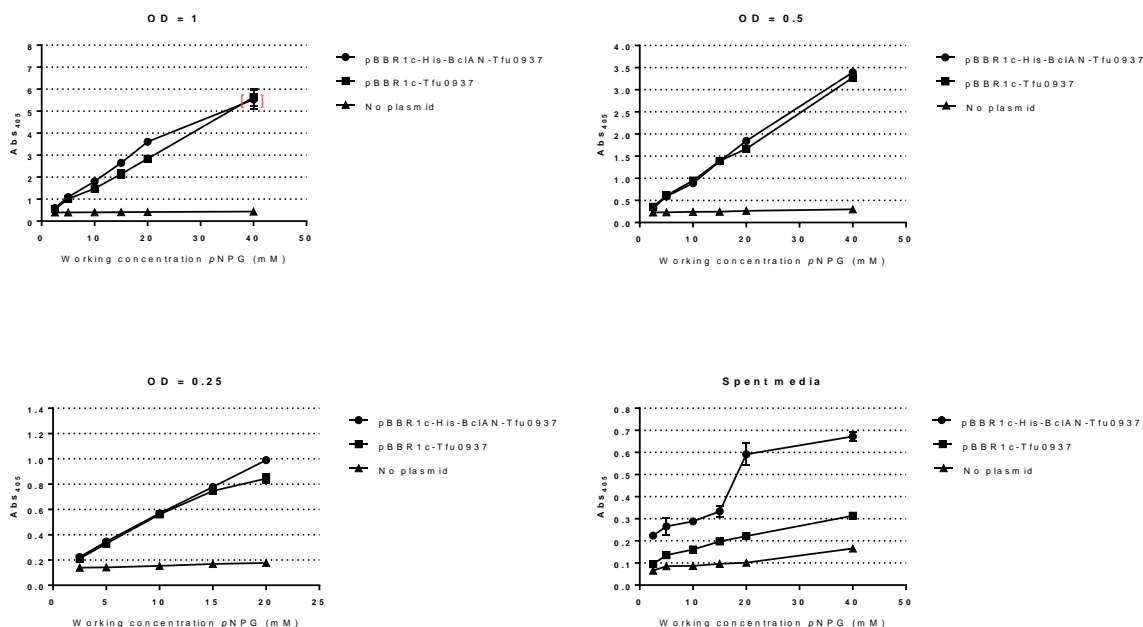 OD = 1
8
7
6
5
4
3
2
1
0
Abs405
0 10 20 30 40 50
Working concentration pNPG (mM)
pBBR1c-His-BclAN-Tfu0937
pBBR1c-Tfu0937
No plasmid
OD = 0.5
4.0
3.5
3.0
2.5
2.0
1.5
1.0
0.5
0.0
Abs405
0 10 20 30 40 50
Working concentration pNPG (mM)
pBBR1c-His-BclAN-Tfu0937
pBBR1c-Tfu0937
No plasmid
OD = 0.25
1.4
1.2
1.0
0.8
0.6
0.4
0.2
0.0
Abs405
0 5 10 15 20 25
Working concentration pNPG (mM)
pBBR1c-His-BclAN-Tfu0937
pBBR1c-Tfu0937
No plasmid
Spent media
0.8
0.7
0.6
0.5
0.4
0.3
0.2
0.1
0.0
Abs405
0 10 20 30 40 50
Working concentration pNPG (mM)
pBBR1c-His-BclAN-Tfu0937
pBBR1c-Tfu0937
No plasmid